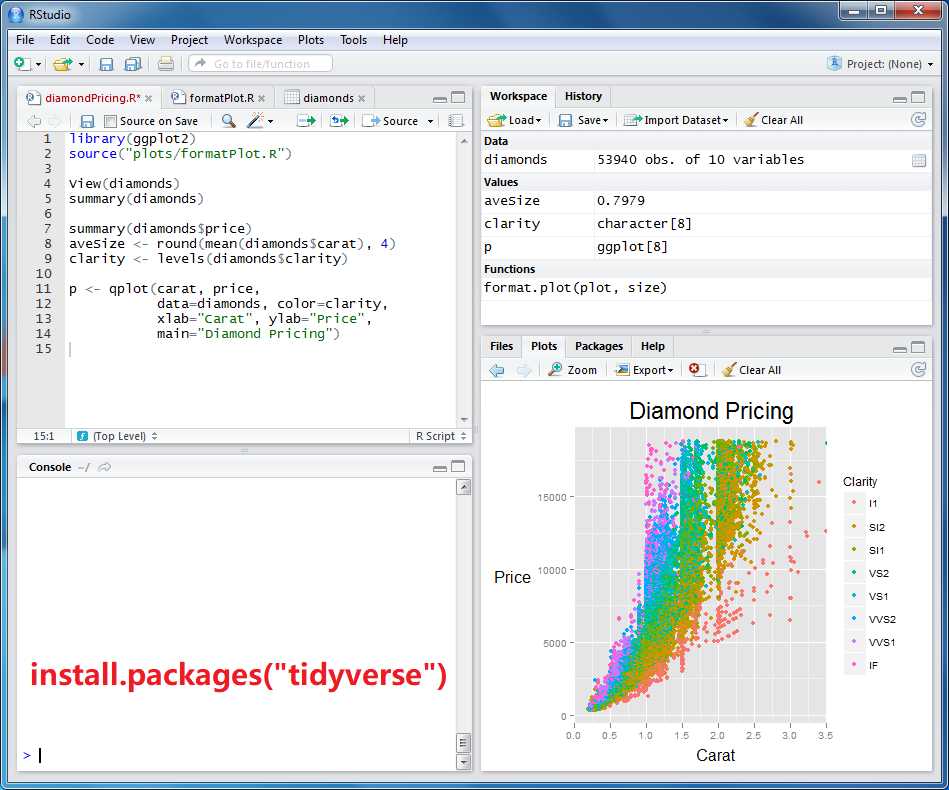 RStudio
File Edit Code View Project Workspace Plots Tools Help
Go to file/function
Project: (None)
diamondPricing.R* formatPlot.R diamonds
Source on Save Source
1 library(ggplot2)
2 source("plots/formatPlot.R")
3
4 View(diamonds)
5 summary(diamonds)
6
7 summary(diamonds$price)
8 aveSize <- round(mean(diamonds$carat), 4)
9 clarity <- levels(diamonds$clarity)
10
11 p <- qplot(carat, price,
12 data=diamonds, color=clarity,
13 xlab="Carat", ylab="Price",
14 main="Diamond Pricing")
15
15:1 (Top Level) R Script
Console ~/
install.packages("tidyverse")
>
Workspace History
Load Save Import Dataset Clear All
Data
diamonds 53940 obs. of 10 variables
Values
aveSize 0.7979
clarity character[8]
p ggplot[8]
Functions
format.plot(plot, size)
Files Plots Packages Help
Zoom Export Clear All
Diamond Pricing
Price
15000
10000
5000
0
0.0 0.5 1.0 1.5 2.0 2.5 3.0 3.5
Carat
Clarity
I1
SI2
SI1
VS2
VS1
VVS2
VVS1
IF